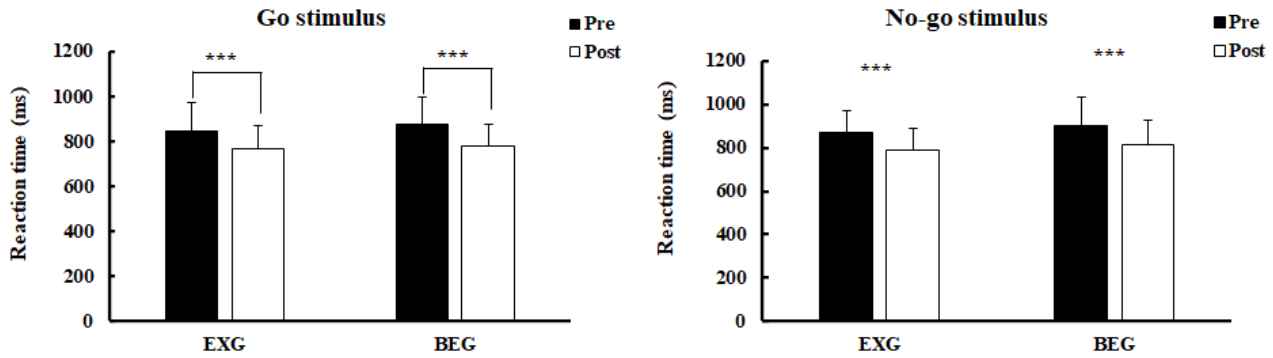 Go stimulus
Pre
Post
***
***
1200
1000
800
600
400
200
0
Reaction time (ms)
EXG
BEG
No-go stimulus
Pre
Post
***
***
1200
1000
800
600
400
200
0
Reaction time (ms)
EXG
BEG